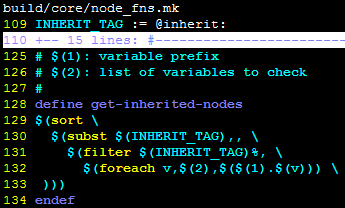 build/core/node_fns.mk
109 INHERIT_TAG := @inherit:
110 +-- 15 lines: #------------------------
125 # $(1): variable prefix
126 # $(2): list of variables to check
127 #
128 define get-inherited-nodes
129 $(sort \
130   $(subst $(INHERIT_TAG),, \
131     $(filter $(INHERIT_TAG)%, \
132       $(foreach v,$(2),$($(1).$(v))) \
133  )))
134 endef